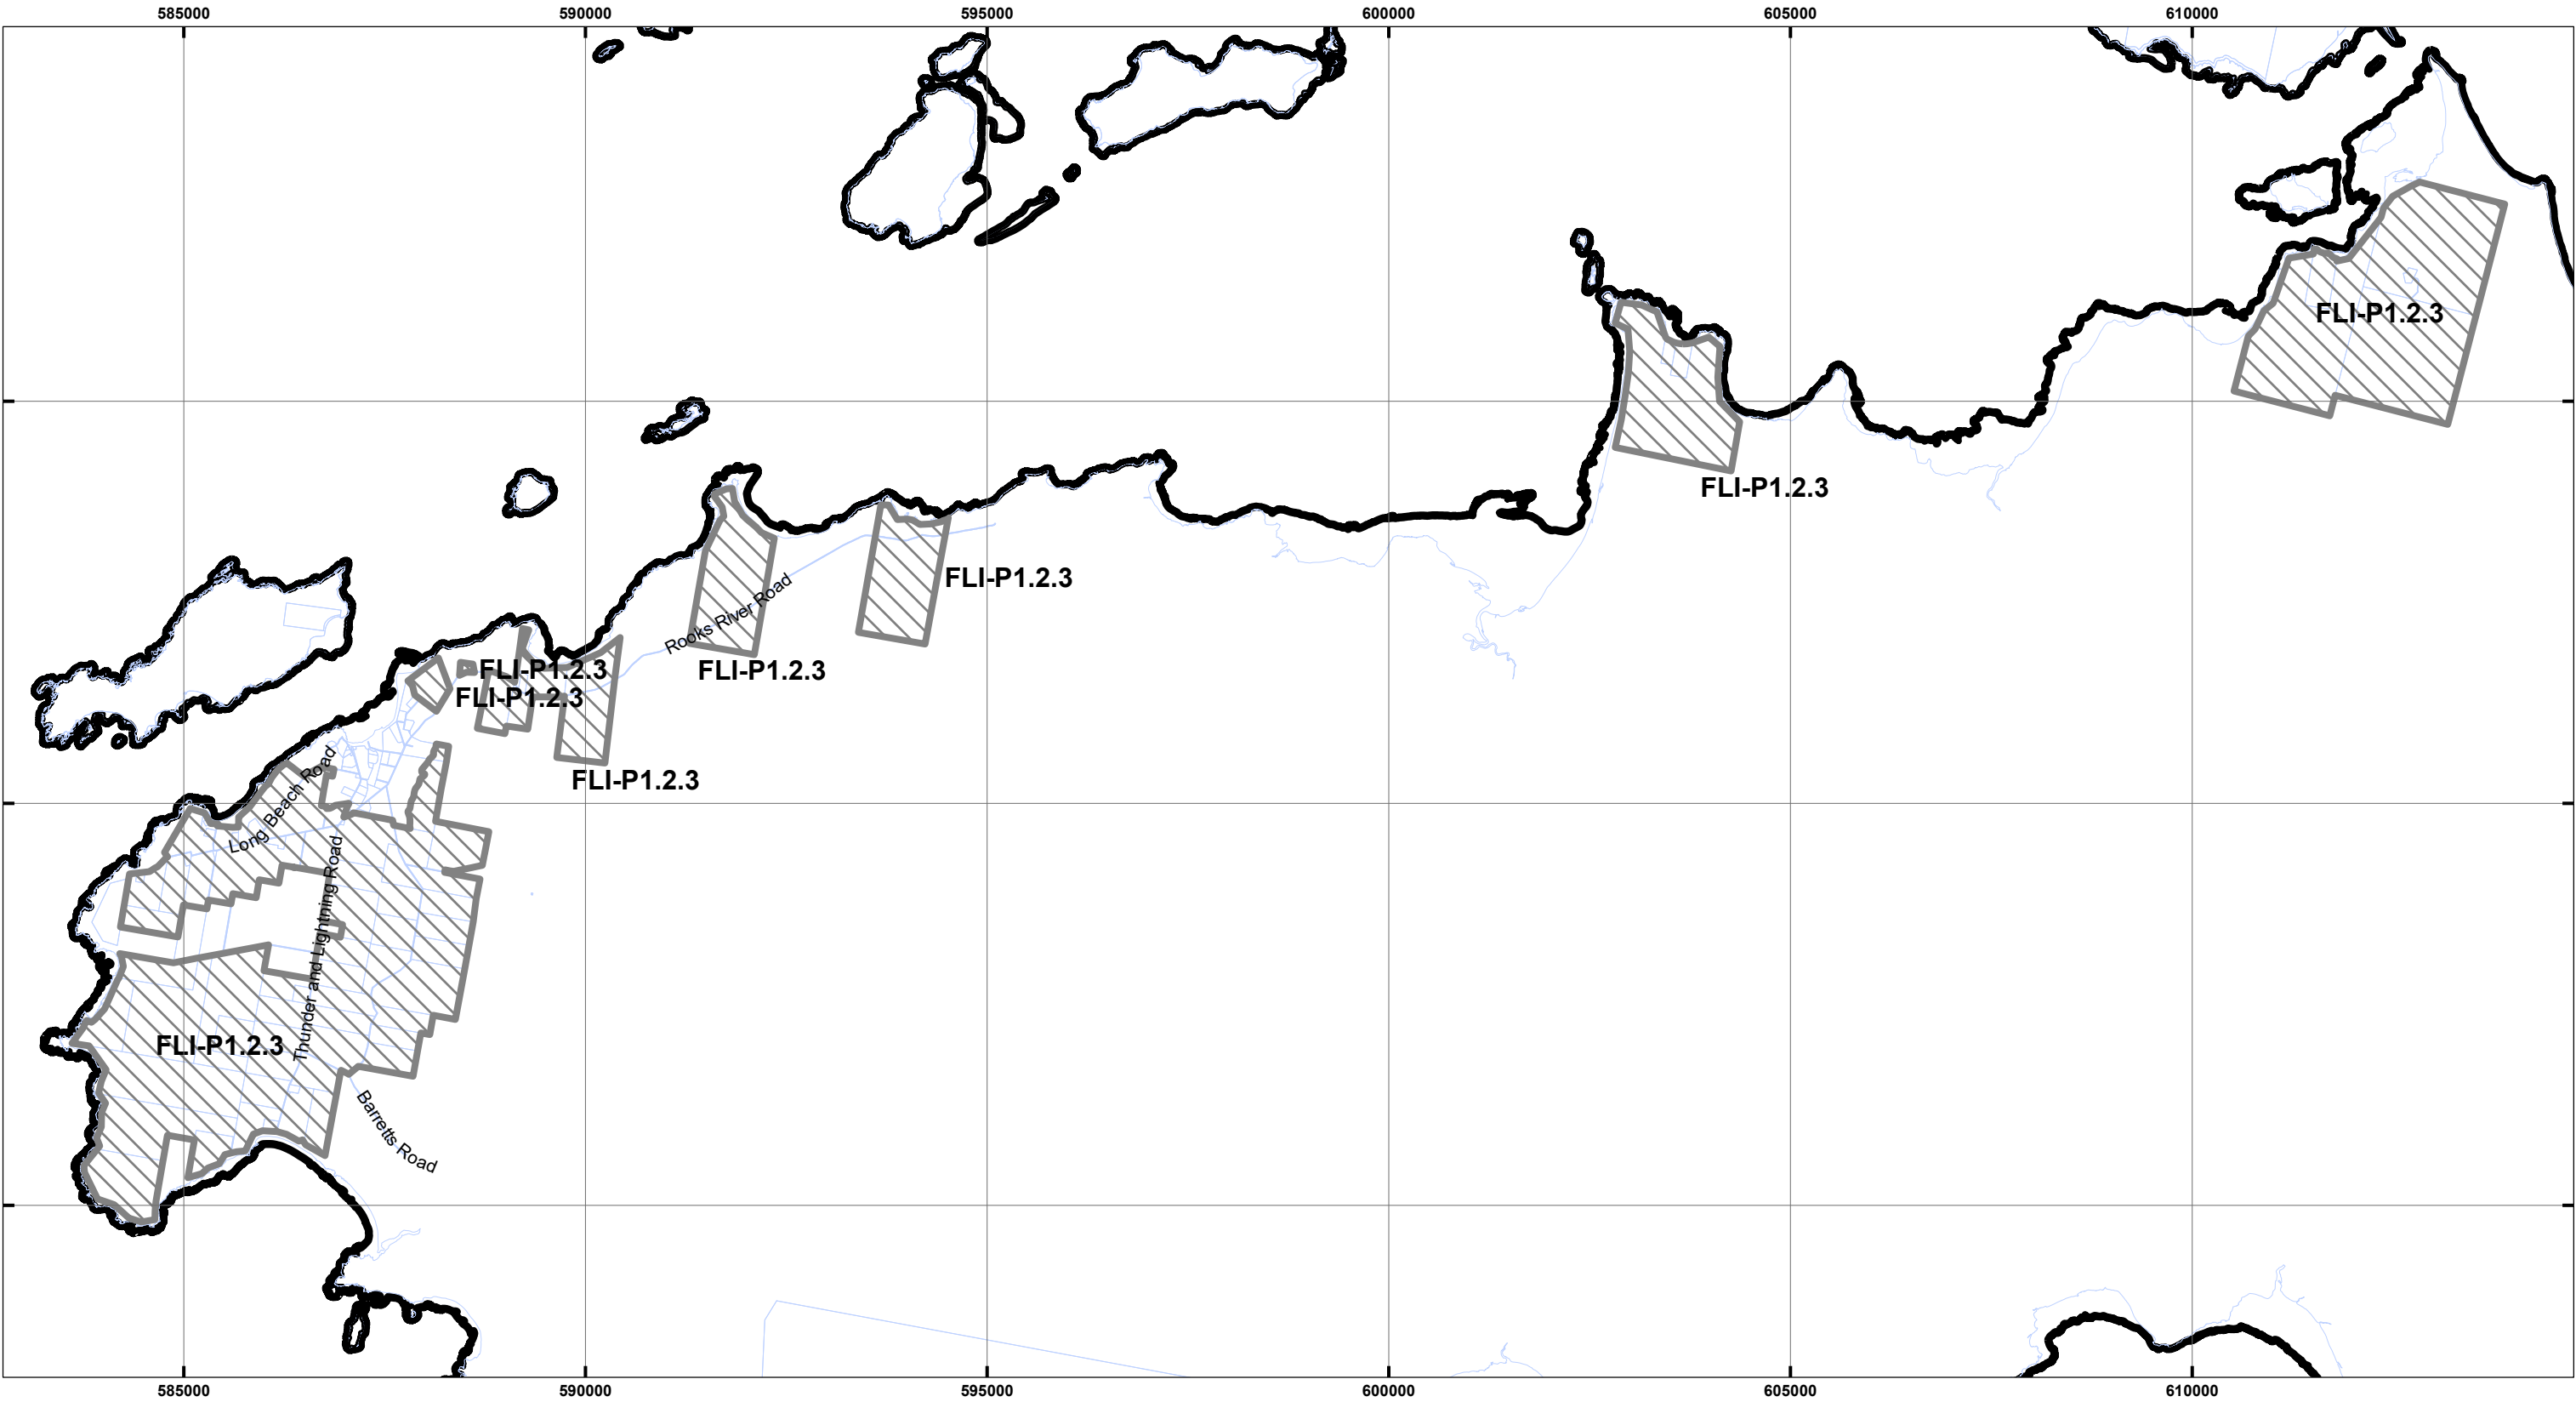 585000
590000
595000
600000
605000
610000
FLI-P1.2.3
FLI-P1.2.3
FLI-P1.2.3
Rooks River Road
FLI-P1.2.3
FLI-P1.2.3
FLI-P1.2.3
FLI-P1.2.3
Long Beach Road
Thunder and Lightning Road
FLI-P1.2.3
Barretts Road
585000
590000
595000
600000
605000
610000